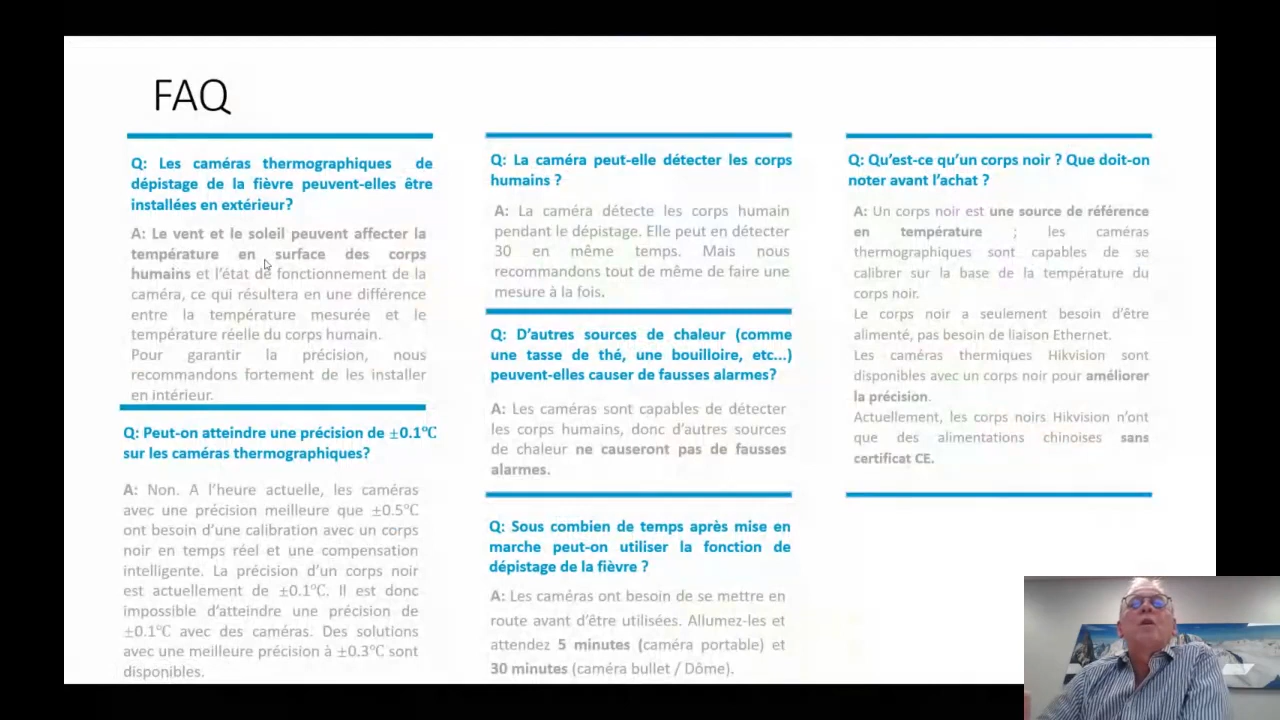 FAQ
Q: Les caméras thermographiques de
dépistage de la fièvre peuvent-elles être
installées en extérieur?
A: Le vent et le soleil peuvent affecter la
température en surface des corps
humains et l'état de fonctionnement de la
caméra, ce qui résultera en une différence
entre la température mesurée et le
température réelle du corps humain.
Pour garantir la précision, nous
recommandons fortement de les installer
en intérieur.
Q: Peut-on atteindre une précision de ±0.1℃
sur les caméras thermographiques?
A: Non. A l'heure actuelle, les caméras
avec une précision meilleure que ±0.5℃
ont besoin d'une calibration avec un corps
noir en temps réel et une compensation
intelligente. La précision d'un corps noir
est actuellement de ±0.1℃. Il est donc
impossible d'atteindre une précision de
±0.1℃ avec des caméras. Des solutions
avec une meilleure précision à ±0.3℃ sont
disponibles.
Q: La caméra peut-elle détecter les corps
humains ?
A: La caméra détecte les corps humain
pendant le dépistage. Elle peut en détecter
30 en même temps. Mais nous
recommandons tout de même de faire une
mesure à la fois.
Q: D'autres sources de chaleur (comme
une tasse de thé, une bouilloire, etc...)
peuvent-elles causer de fausses alarmes?
A: Les caméras sont capables de détecter
les corps humains, donc d'autres sources
de chaleur ne causeront pas de fausses
alarmes.
Q: Sous combien de temps après mise en
marche peut-on utiliser la fonction de
dépistage de la fièvre ?
A: Les caméras ont besoin de se mettre en
route avant d'être utilisées. Allumez-les et
attendez 5 minutes (caméra portable) et
30 minutes (caméra bullet / Dôme).
Q: Qu'est-ce qu'un corps noir ? Que doit-on
noter avant l'achat ?
A: Un corps noir est une source de référence
en température ; les caméras
thermographiques sont capables de se
calibrer sur la base de la température du
corps noir.
Le corps noir a seulement besoin d'être
alimenté, pas besoin de liaison Ethernet.
Les caméras thermiques Hikvision sont
disponibles avec un corps noir pour améliorer
la précision.
Actuellement, les corps noirs Hikvision n'ont
que des alimentations chinoises sans
certificat CE.